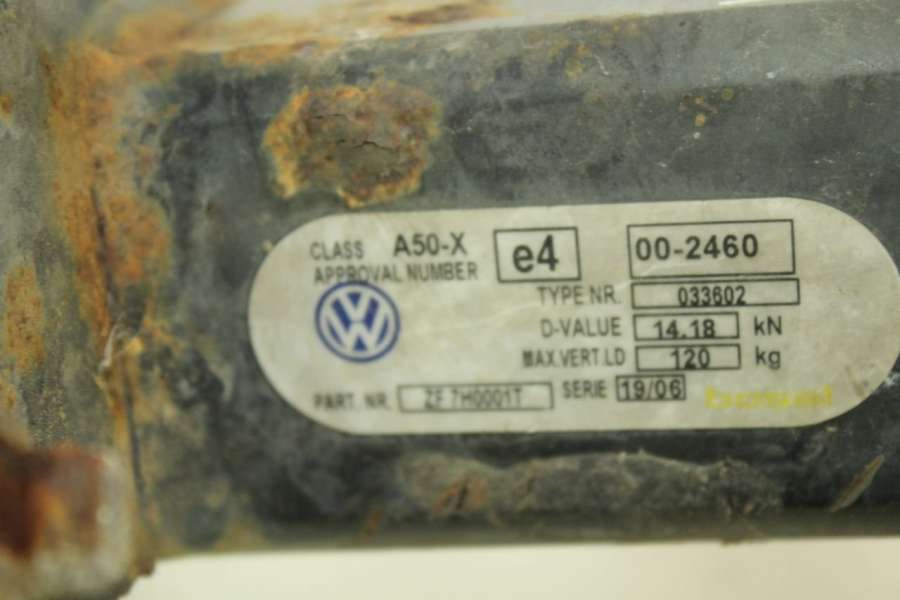 CLASS A50-X e4 00-2460
APPROVAL NUMBER
TYPE NR. 033602
D-VALUE 14.18 kN
MAX.VERT.LD 120 kg
PART. NR. ZF 7H0001T SERIE 19/06
bosal